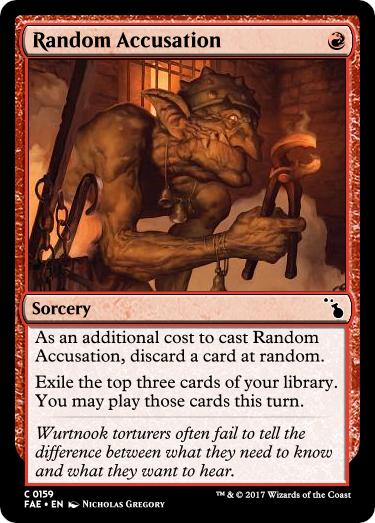 Random Accusation
Sorcery
As an additional cost to cast Random
Accusation, discard a card at random.
Exile the top three cards of your library.
You may play those cards this turn.
Wurtnook torturers often fail to tell the
difference between what they need to know
and what they want to hear.
C 0159
FAE • EN Nicholas Gregory
™ & © 2017 Wizards of the Coast